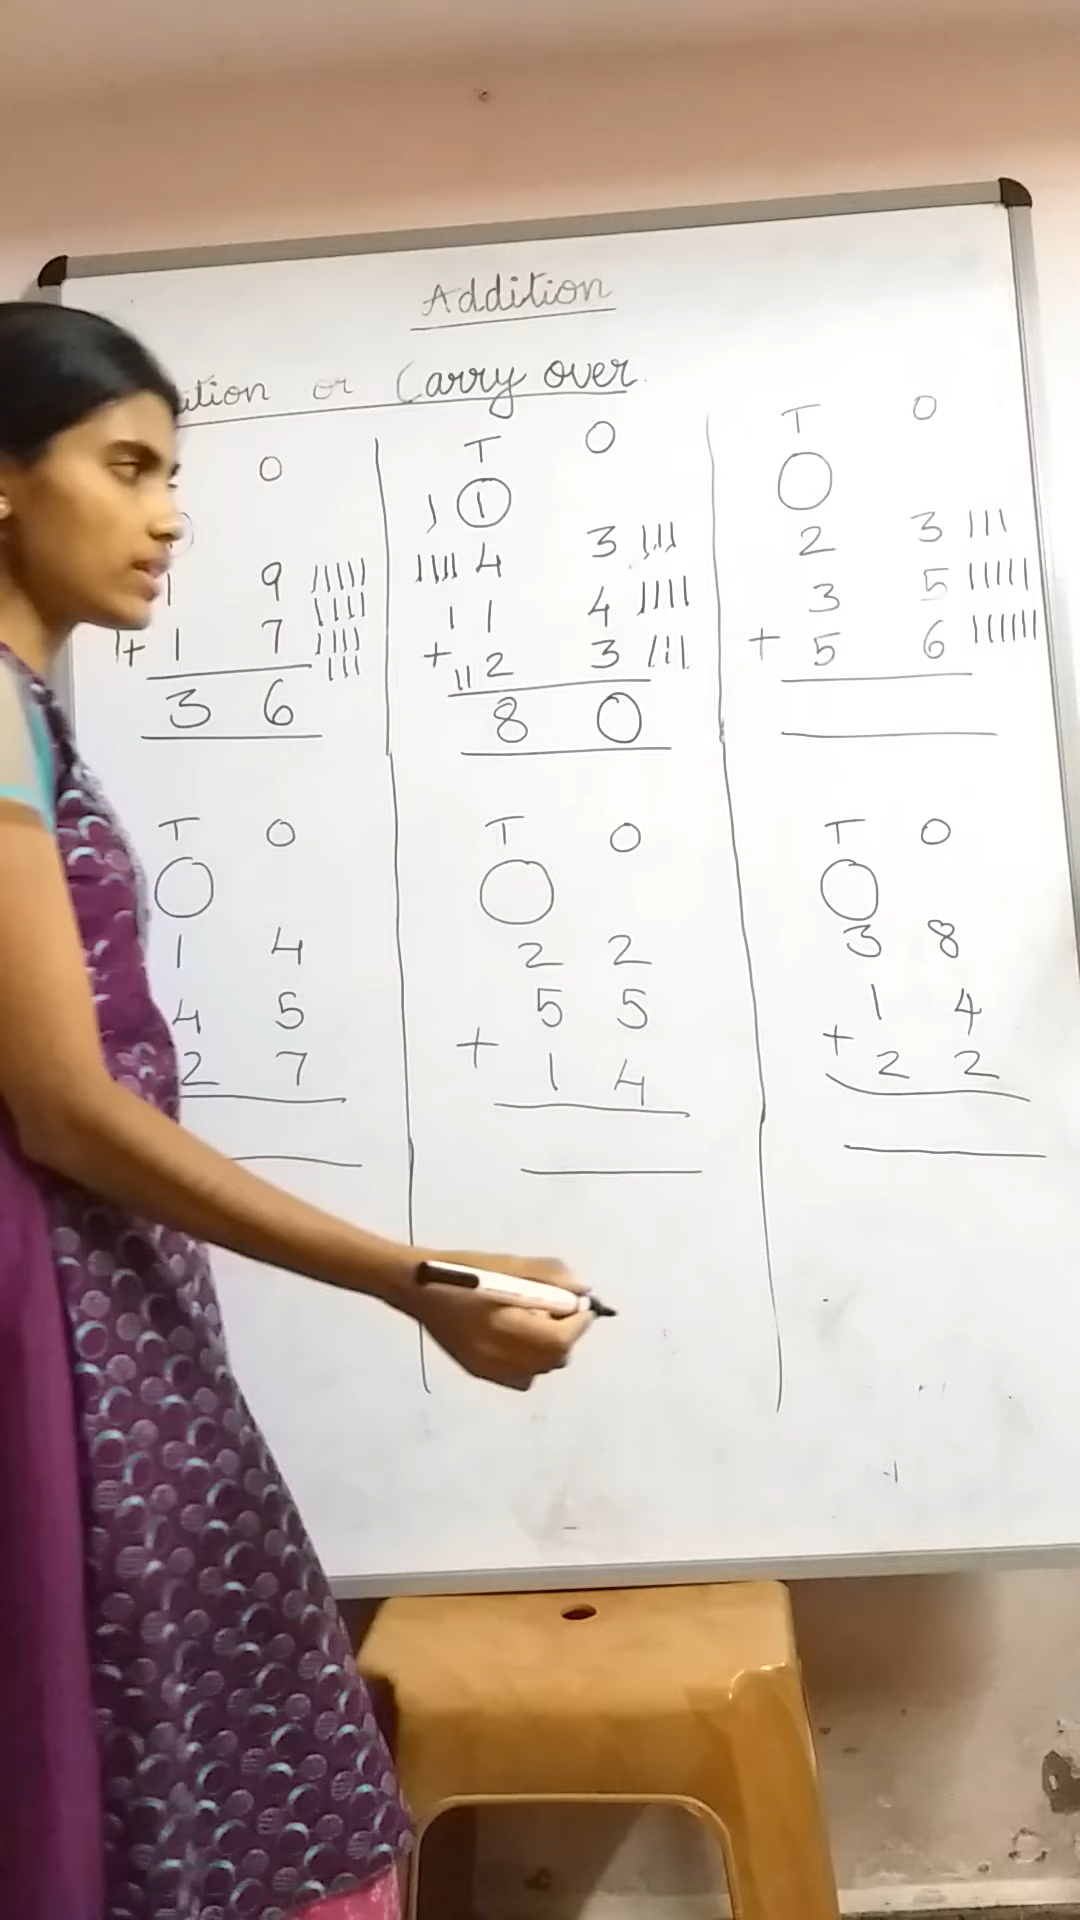 Addition
ition or Carry over.
O
1 9
+ 1 7
3 6
T O
1
4 3
1 4
+ 2 3
8 0
T O
2 3
3 5
+ 5 6
T O
1 4
4 5
2 7
T O
2 2
5 5
+
1 4
T O
3 8
1 4
+
2 2